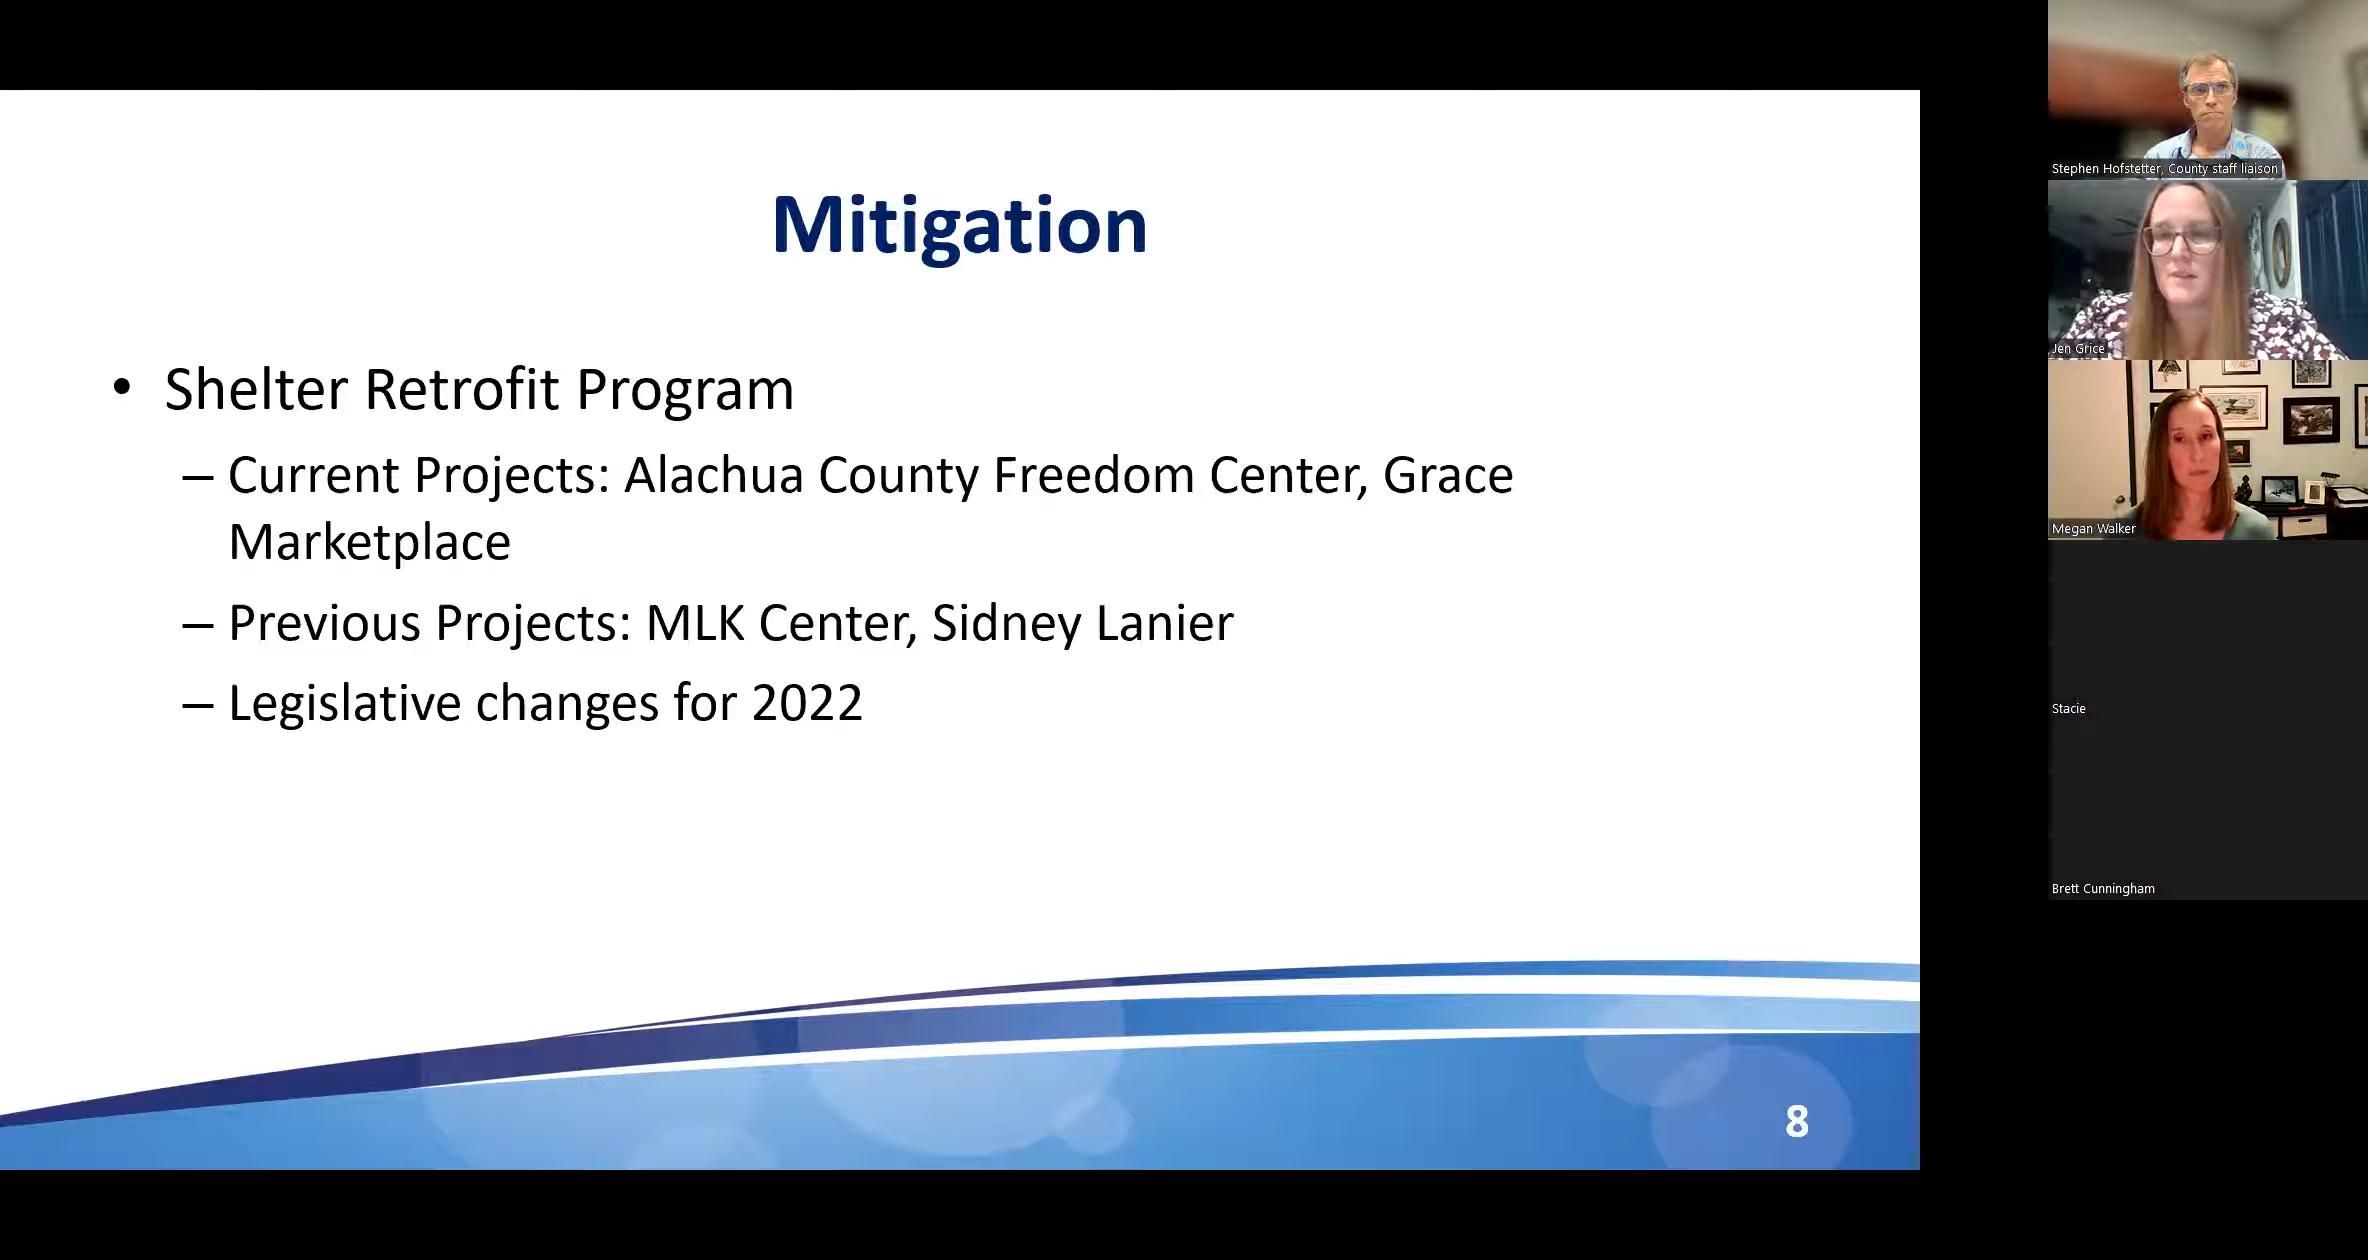 Mitigation
• Shelter Retrofit Program
– Current Projects: Alachua County Freedom Center, Grace
Marketplace
– Previous Projects: MLK Center, Sidney Lanier
– Legislative changes for 2022
8
Stephen Hofstetter, County staff liaison
Jen Grice
Megan Walker
Stacie
Brett Cunningham